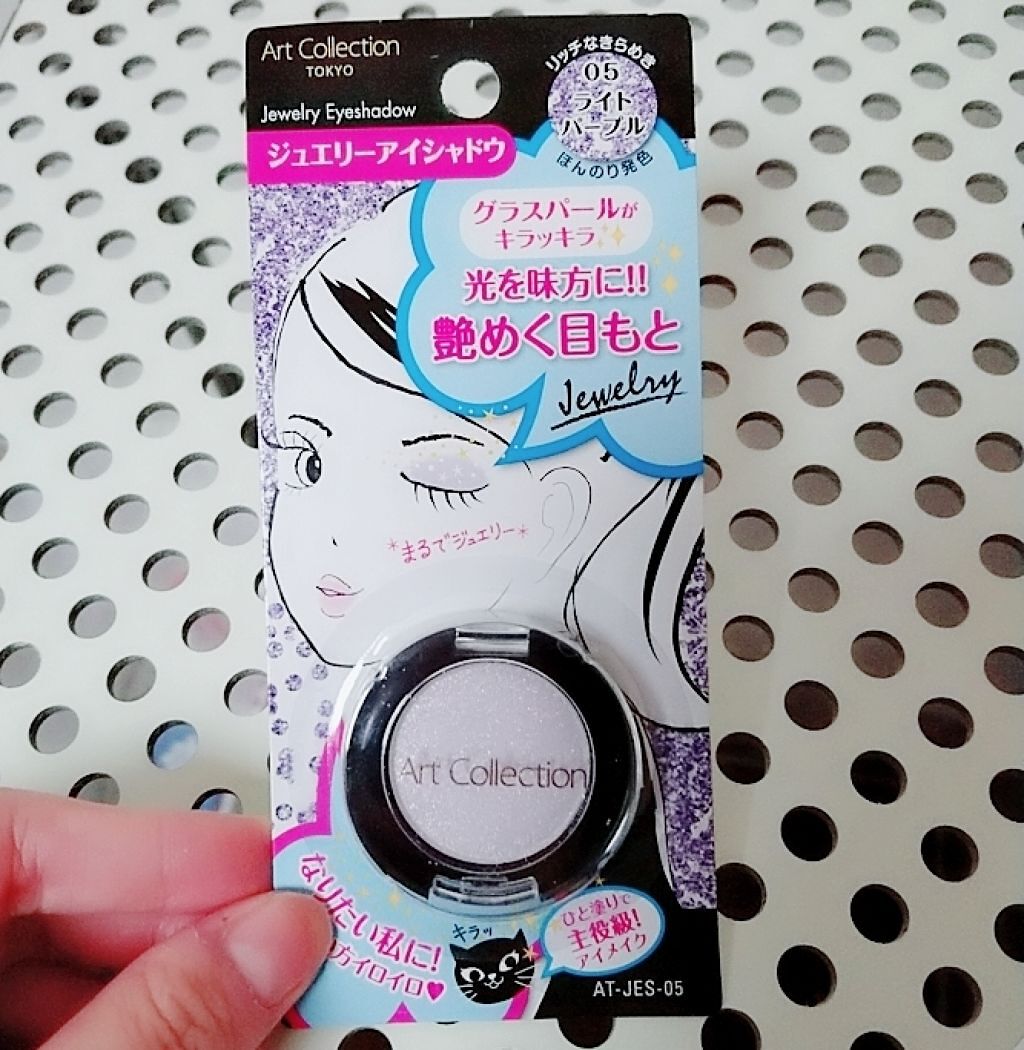 Art Collection
TOKYO
Jewelry Eyeshadow
ジュエリーアイシャドウ
リッチなきらめき
05
ライト
パープル
ほんのり発色
グラスパールが
キラッキラ
光を味方に!!
艶めく目もと
Jewelry
*まるでジュエリー*
Art Collection
なりたい私に!
方イロイロ♥
キラッ
ひと塗りで
主役級!
アイメイク
AT-JES-05